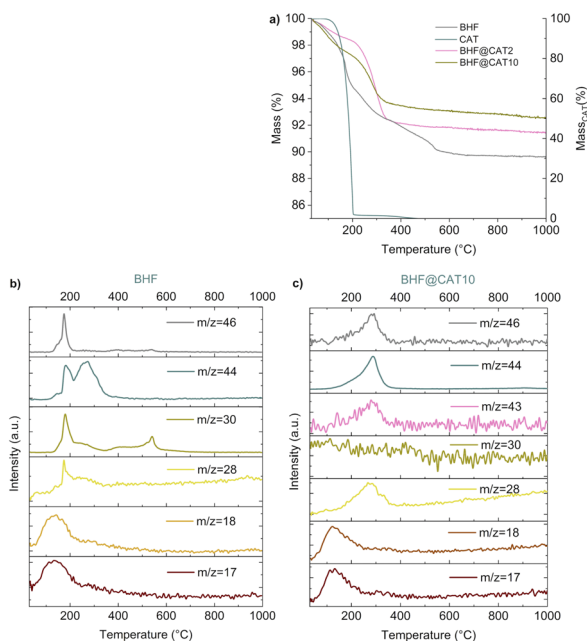 a)
100
98
96
94
92
90
88
86
Mass (%)
100
80
60
40
20
0
Mass_CAT(%)
BHF
CAT
BHF@CAT2
BHF@CAT10
200 400 600 800 1000
Temperature (°C)
b)
BHF
200 400 600 800 1000
m/z=46
m/z=44
m/z=30
m/z=28
m/z=18
m/z=17
Intensity (a.u.)
200 400 600 800 1000
Temperature (°C)
c)
BHF@CAT10
200 400 600 800 1000
m/z=46
m/z=44
m/z=43
m/z=30
m/z=28
m/z=18
m/z=17
Intensity (a.u.)
200 400 600 800 1000
Temperature (°C)